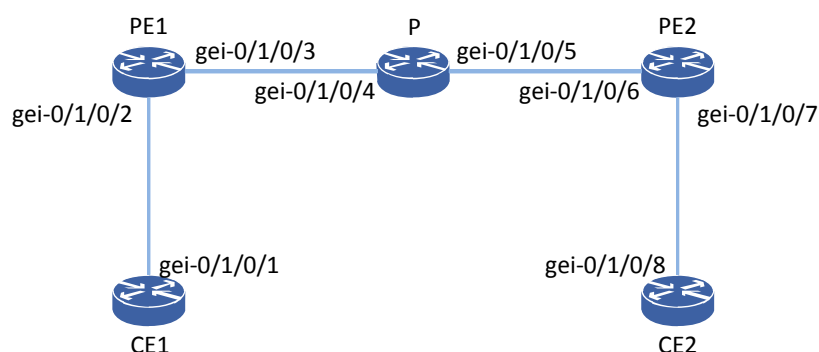 PE1
P
PE2
gei-0/1/0/3
gei-0/1/0/5
gei-0/1/0/4
gei-0/1/0/6
gei-0/1/0/2
gei-0/1/0/7
gei-0/1/0/1
gei-0/1/0/8
CE1
CE2